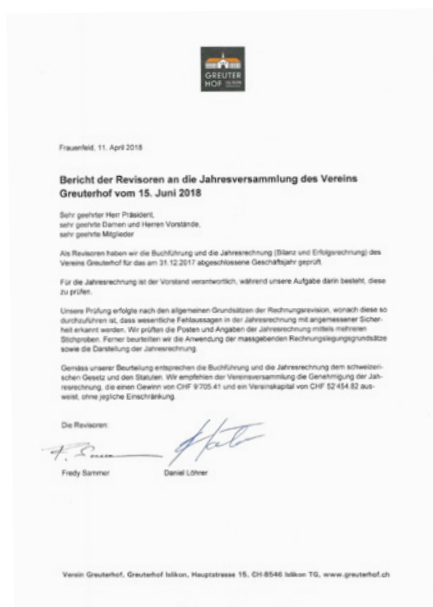 GREUTER
HOF ISLIKON
Frauenfeld, 11. April 2018
Bericht der Revisoren an die Jahresversammlung des Vereins
Greuterhof vom 15. Juni 2018
Sehr geehrter Herr Präsident,
sehr geehrte Damen und Herren Vorstände,
sehr geehrte Mitglieder
Als Revisoren haben wir die Buchführung und die Jahresrechnung (Bilanz und Erfolgsrechnung) des
Vereins Greuterhof für das am 31.12.2017 abgeschlossene Geschäftsjahr geprüft.
Für die Jahresrechnung ist der Vorstand verantwortlich, während unsere Aufgabe darin besteht, diese
zu prüfen.
Unsere Prüfung erfolgte nach den allgemeinen Grundsätzen der Rechnungsrevision, wonach diese so
durchzuführen ist, dass wesentliche Fehlaussagen in der Jahresrechnung mit angemessener Sicher-
heit erkannt werden. Wir prüften die Posten und Angaben der Jahresrechnung mittels mehreren
Stichproben. Ferner beurteilten wir die Anwendung der massgebenden Rechnungslegungsgrundsätze
sowie die Darstellung der Jahresrechnung.
Gemäss unserer Beurteilung entsprechen die Buchführung und die Jahresrechnung dem schweizeri-
schen Gesetz und den Statuten. Wir empfehlen der Vereinsversammlung die Genehmigung der Jah-
resrechnung, die einen Gewinn von CHF 9'705.41 und ein Vereinskapital von CHF 52'454.82 aus-
weist, ohne jegliche Einschränkung.
Die Revisoren:
Fredy Sammer Daniel Löhrer
Verein Greuterhof, Greuterhof Islikon, Hauptstrasse 15, CH-8546 Islikon TG, www.greuterhof.ch